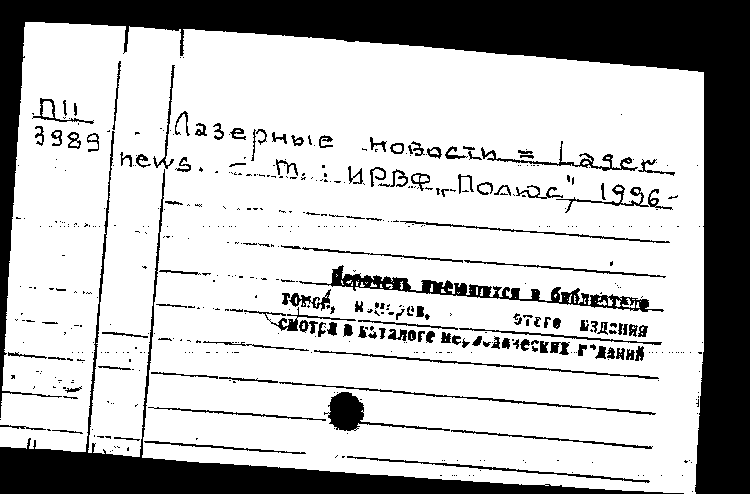 П11
3989
Лазерные новости = Laser
news. – М. : ИРВФ „Полюс“, 1996-
Перечень имеющихся в библиотеке
томов, номеров, этого издания
смотри в каталоге периодических изданий